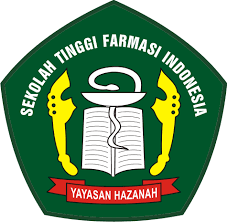 SEKOLAH TINGGI FARMASI INDONESIA
YAYASAN HAZANAH